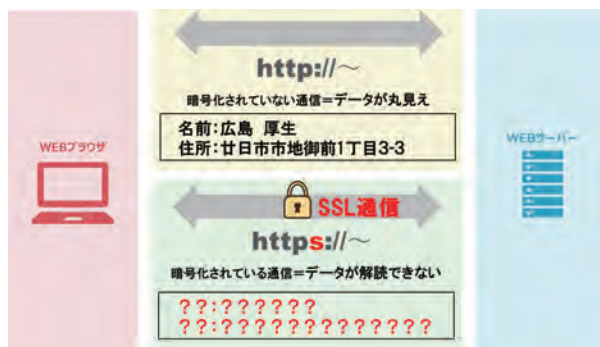 http://～
暗号化されていない通信=データが丸見え
名前:広島 厚生
住所:廿日市市地御前1丁目3-3
WEBブラウザ
WEBサーバー
SSL通信
https://～
暗号化されている通信=データが解読できない
??:??????
??:?????????????